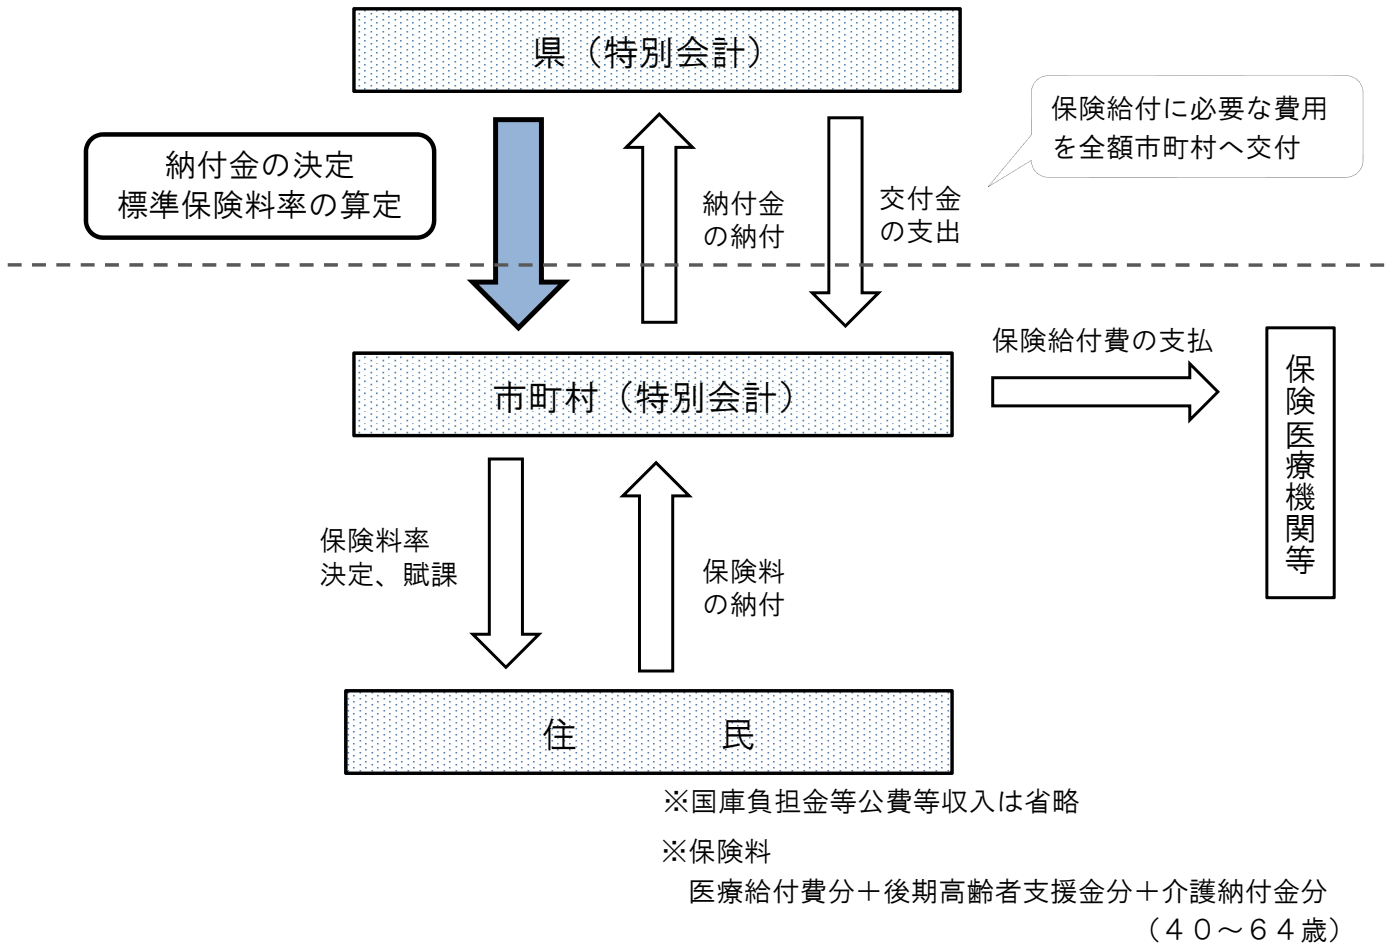 県（特別会計）
保険給付に必要な費用
を全額市町村へ交付
納付金の決定
標準保険料率の算定
納付金
の納付
交付金
の支出
市町村（特別会計）
保険給付費の支払
保険医療機関等
保険料率
決定、賦課
保険料
の納付
住　　　　民
※国庫負担金等公費等収入は省略
※保険料
医療給付費分＋後期高齢者支援金分＋介護納付金分
（４０～６４歳）